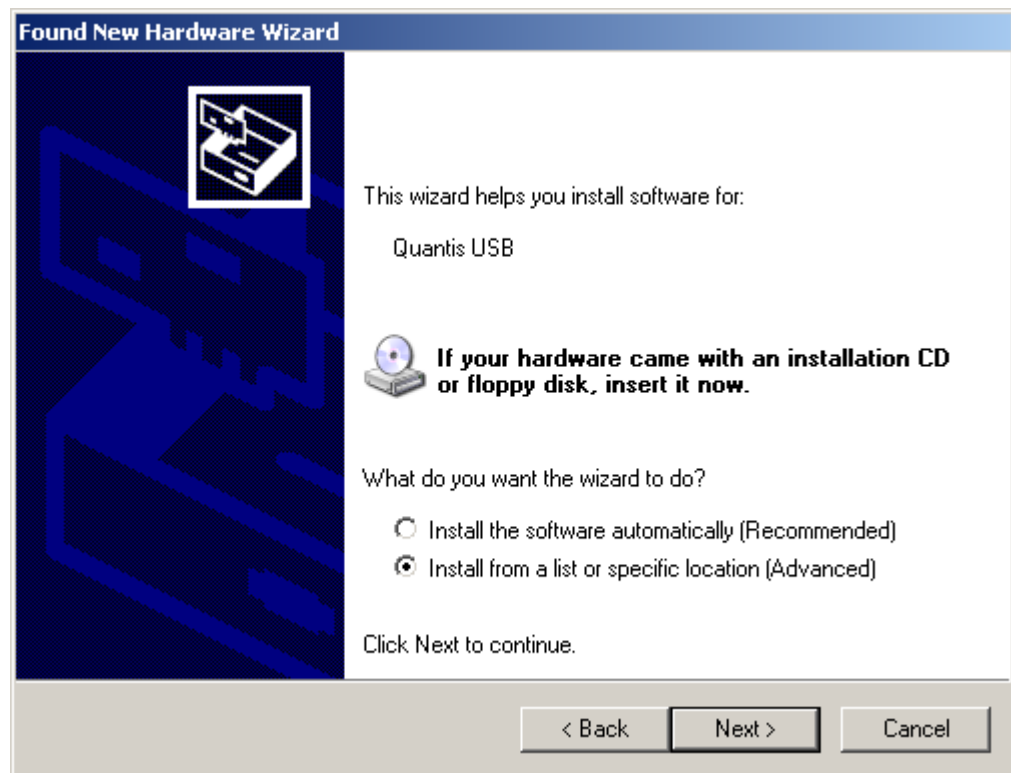 Found New Hardware Wizard
This wizard helps you install software for:
Quantis USB
If your hardware came with an installation CD
or floppy disk, insert it now.
What do you want the wizard to do?
Install the software automatically (Recommended)
Install from a list or specific location (Advanced)
Click Next to continue.
< Back
Next >
Cancel